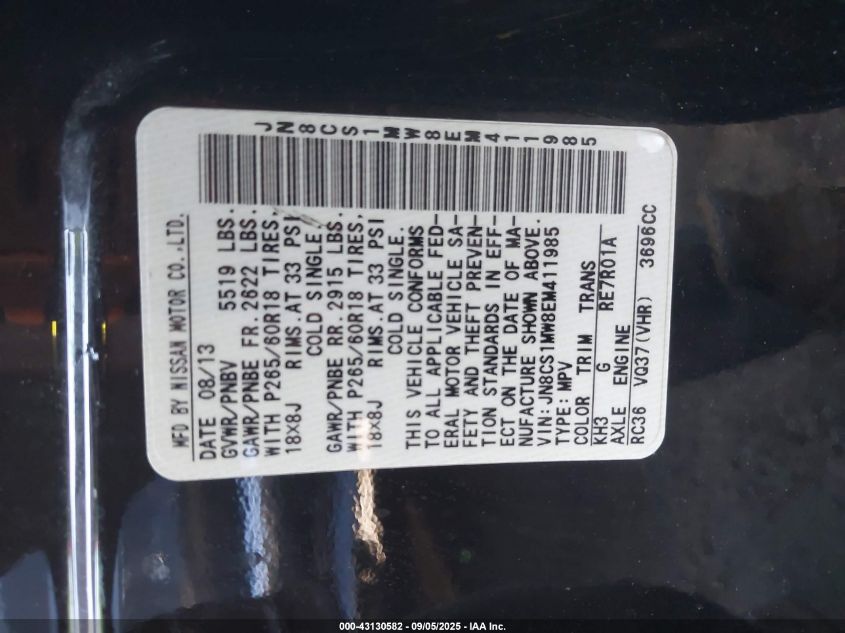 MFD BY NISSAN MOTOR CO.,LTD.
DATE 08/13
GVWR/PNBV 5519 LBS.
GAWR/PNBE FR. 2622 LBS.
WITH P265/60R18 TIRES,
18X8J RIMS.AT 33 PSI
COLD SINGLE.
GAWR/PNBE RR. 2915 LBS.
WITH P265/60R18 TIRES,
18X8J RIMS.AT 33 PSI
COLD SINGLE.
THIS VEHICLE CONFORMS
TO ALL APPLICABLE FED-
ERAL MOTOR VEHICLE SA-
FETY AND THEFT PREVEN-
TION STANDARDS IN EFF-
ECT ON THE DATE OF MA-
NUFACTURE SHOWN ABOVE.
VIN: JN8CS1MW8EM411985
TYPE: MPV
COLOR TRIM TRANS
KH3 G RE7R01A
AXLE ENGINE
RC36 VQ37(VHR) 3696CC
JN8CS1MW8EM411985
000-43130582 - 09/05/2025 - IAA Inc.